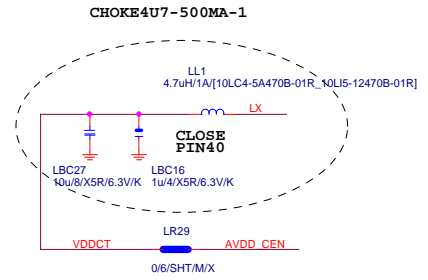 CHOKE4U7-500MA-1
LL1
4.7uH/1A/[10LC4-5A470B-01R_10LI5-12470B-01R]
LX
CLOSE
PIN40
LBC27
10u/8/X5R/6.3V/K
LBC16
1u/4/X5R/6.3V/K
LR29
VDDCT
AVDD_CEN
0/6/SHT/M/X